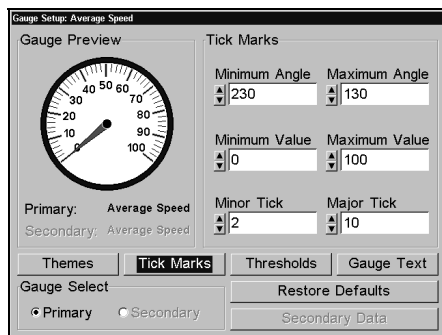 Gauge Setup: Average Speed
Gauge Preview
0
10
20
30
40
50
60
70
80
90
100
Primary: Average Speed
Secondary: Average Speed
Tick Marks
Minimum Angle Maximum Angle
230 130
Minimum Value Maximum Value
0 100
Minor Tick Major Tick
2 10
Themes Tick Marks Thresholds Gauge Text
Gauge Select
Primary Secondary
Restore Defaults
Secondary Data